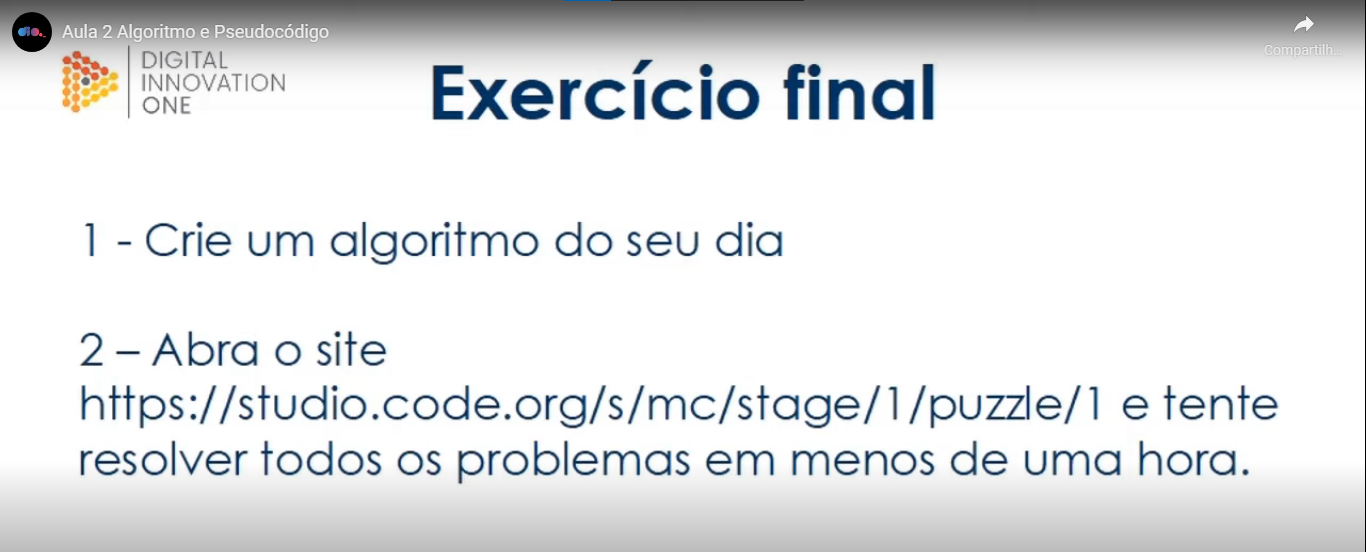 Aula 2 Algoritmo e Pseudocódigo
Compartilh...
DIGITAL
INNOVATION
ONE
Exercício final
1 - Crie um algoritmo do seu dia
2 – Abra o site
https://studio.code.org/s/mc/stage/1/puzzle/1 e tente
resolver todos os problemas em menos de uma hora.